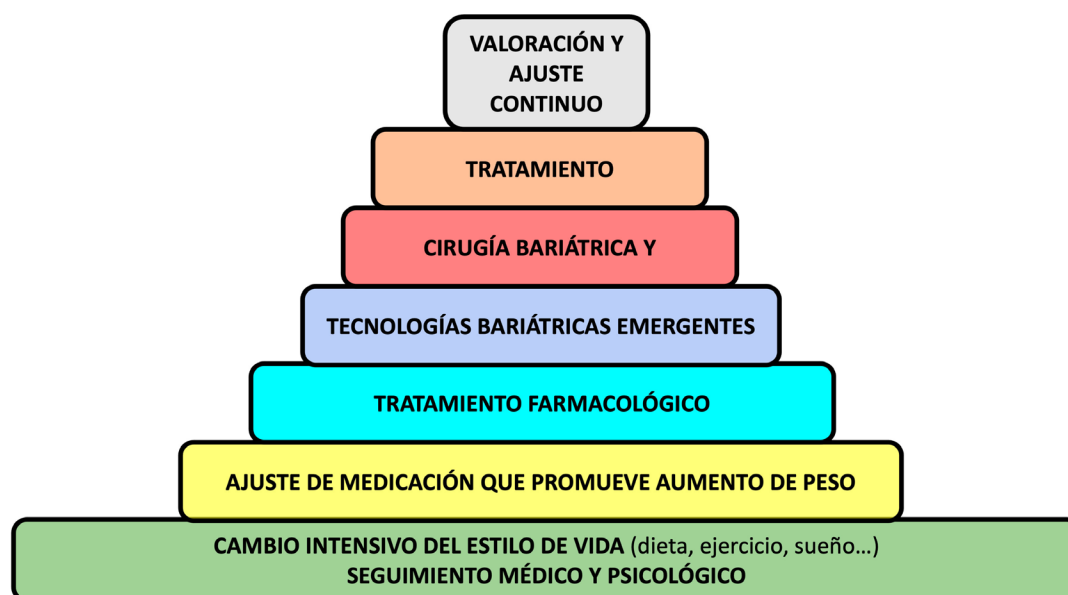 VALORACIÓN Y
AJUSTE
CONTINUO
TRATAMIENTO
CIRUGÍA BARIÁTRICA Y
TECNOLOGÍAS BARIÁTRICAS EMERGENTES
TRATAMIENTO FARMACOLÓGICO
AJUSTE DE MEDICACIÓN QUE PROMUEVE AUMENTO DE PESO
CAMBIO INTENSIVO DEL ESTILO DE VIDA (dieta, ejercicio, sueño...)
SEGUIMIENTO MÉDICO Y PSICOLÓGICO